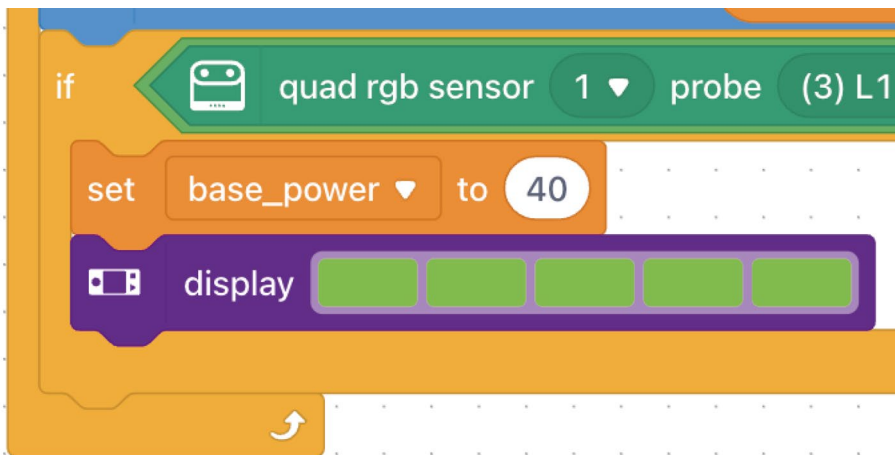 if quad rgb sensor 1 probe (3) L1
set base_power to 40
display